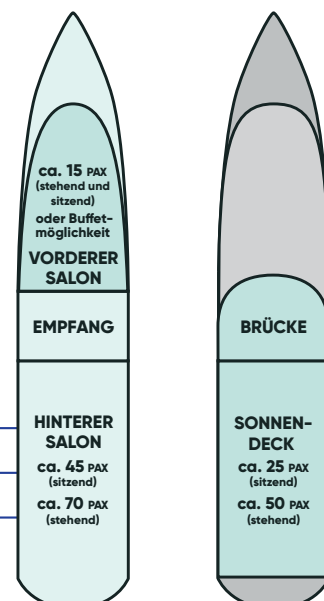 ca. 15 PAX
(stehend und
sitzend)
oder Buffet-
möglichkeit
VORDERER
SALON
EMPFANG
HINTERER
SALON
ca. 45 PAX
(sitzend)
ca. 70 PAX
(stehend)
BRÜCKE
SONNEN-
DECK
ca. 25 PAX
(sitzend)
ca. 50 PAX
(stehend)